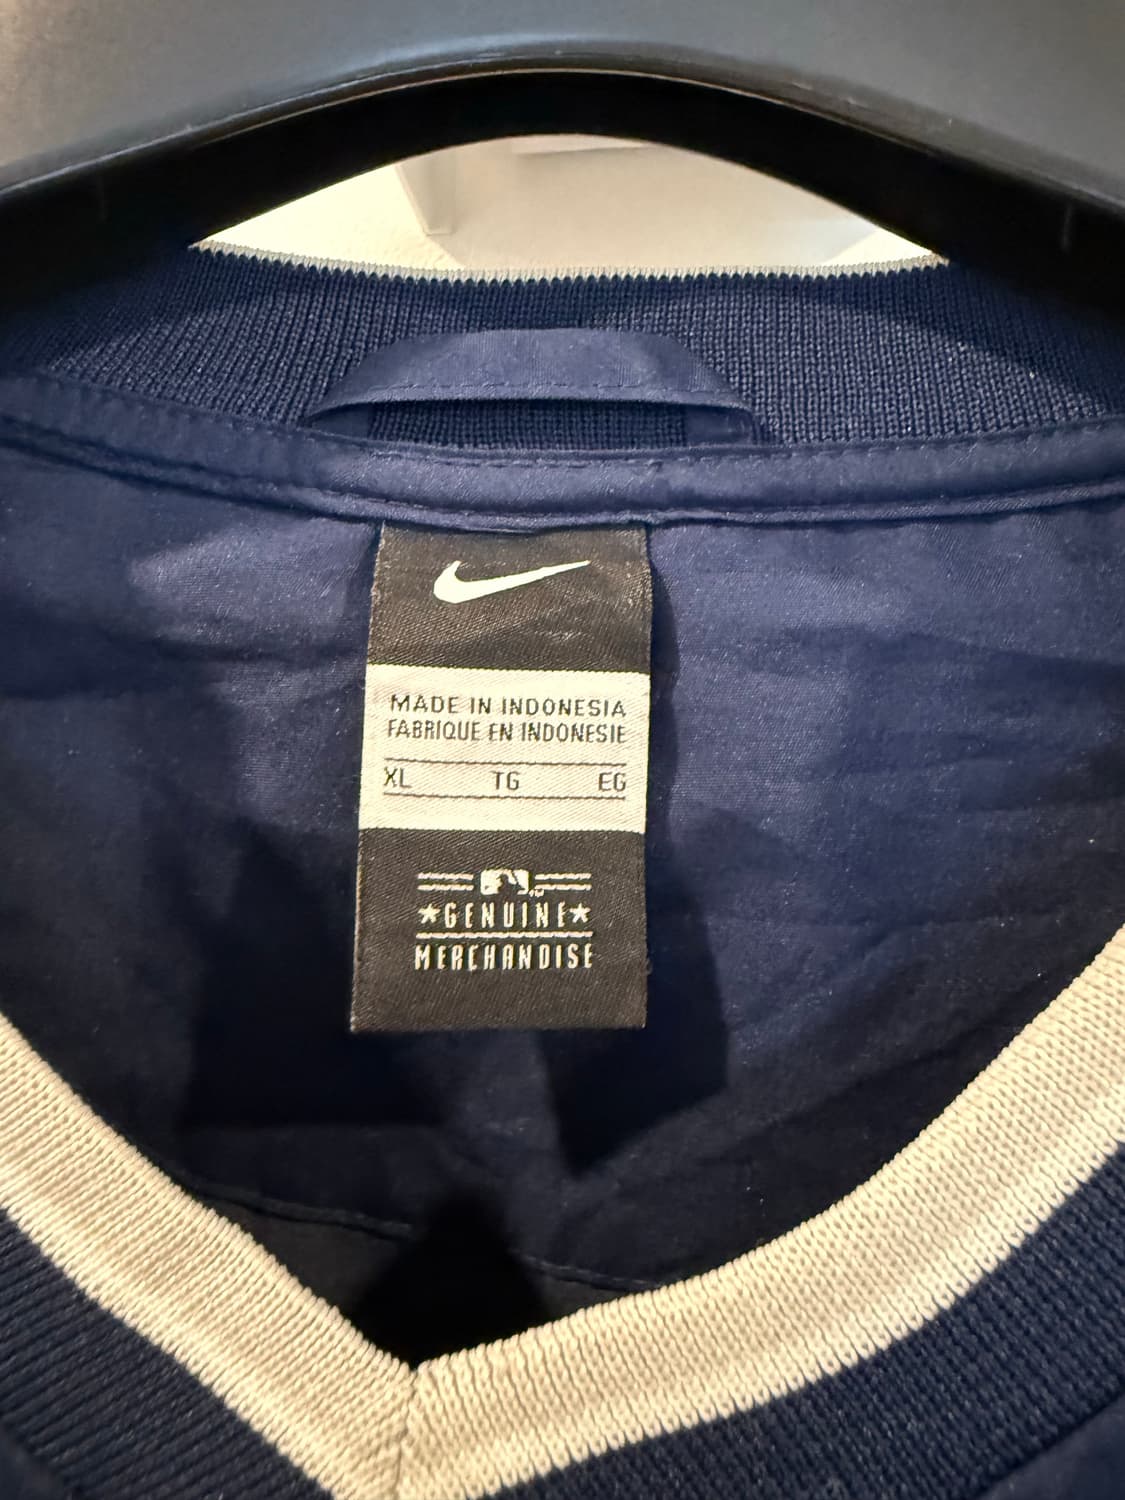 MADE IN INDONESIA
FABRIQUE EN INDONESIE
XL TG EG
★GENUINE★
MERCHANDISE